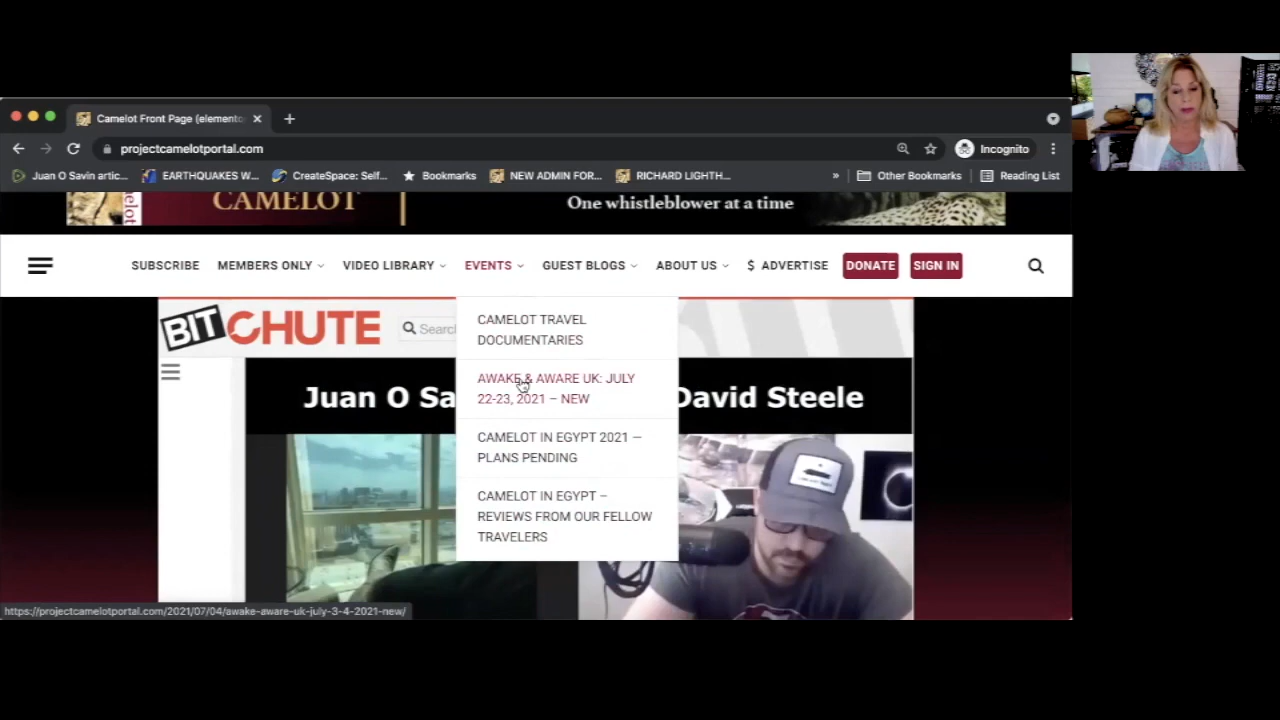 Camelot Front Page (elemento
projectcamelotportal.com
Incognito
Juan O Savin artic...
EARTHQUAKES W...
CreateSpace: Self...
Bookmarks
NEW ADMIN FOR...
RICHARD LIGHTH...
»
Other Bookmarks
Reading List
elot
CAMELOT
One whistleblower at a time
SUBSCRIBE
MEMBERS ONLY
VIDEO LIBRARY
EVENTS
GUEST BLOGS
ABOUT US
$ ADVERTISE
DONATE
SIGN IN
BITCHUTE
Search
CAMELOT TRAVEL
DOCUMENTARIES
AWAKE & AWARE UK: JULY
22-23, 2021 – NEW
CAMELOT IN EGYPT 2021 —
PLANS PENDING
CAMELOT IN EGYPT –
REVIEWS FROM OUR FELLOW
TRAVELERS
Juan O Sa
David Steele
https://projectcamelotportal.com/2021/07/04/awake-aware-uk-july-3-4-2021-new/